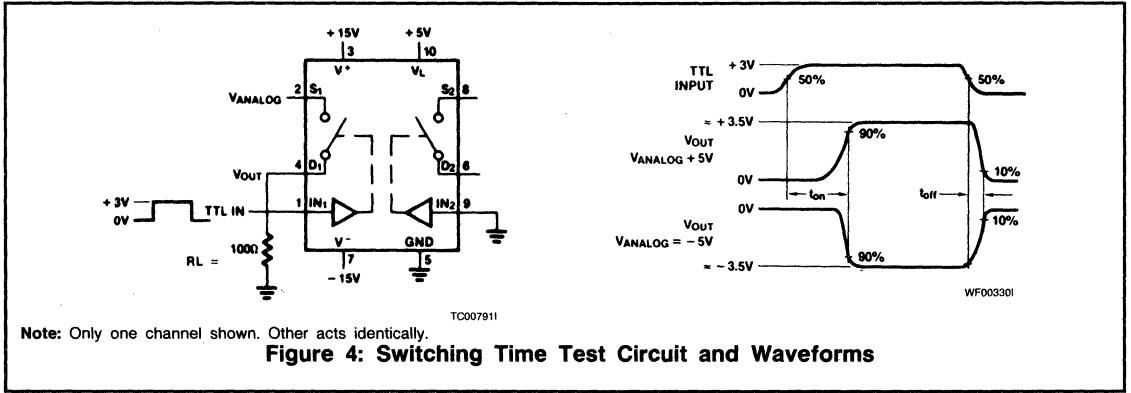 + 15V
+ 5V
3
10
V+
VL
2
S1
S2
8
VANALOG
4
D1
D2
6
VOUT
+ 3V
0V
TTL IN
1
IN1
IN2
9
V-
GND
100Ω
RL =
7
5
- 15V
TC00791I
TTL
INPUT
+ 3V
0V
50%
50%
≈ + 3.5V
VOUT
VANALOG + 5V
0V
90%
10%
ton
toff
0V
VOUT
VANALOG = - 5V
≈ - 3.5V
90%
10%
WF00330I
Note: Only one channel shown. Other acts identically.
Figure 4: Switching Time Test Circuit and Waveforms